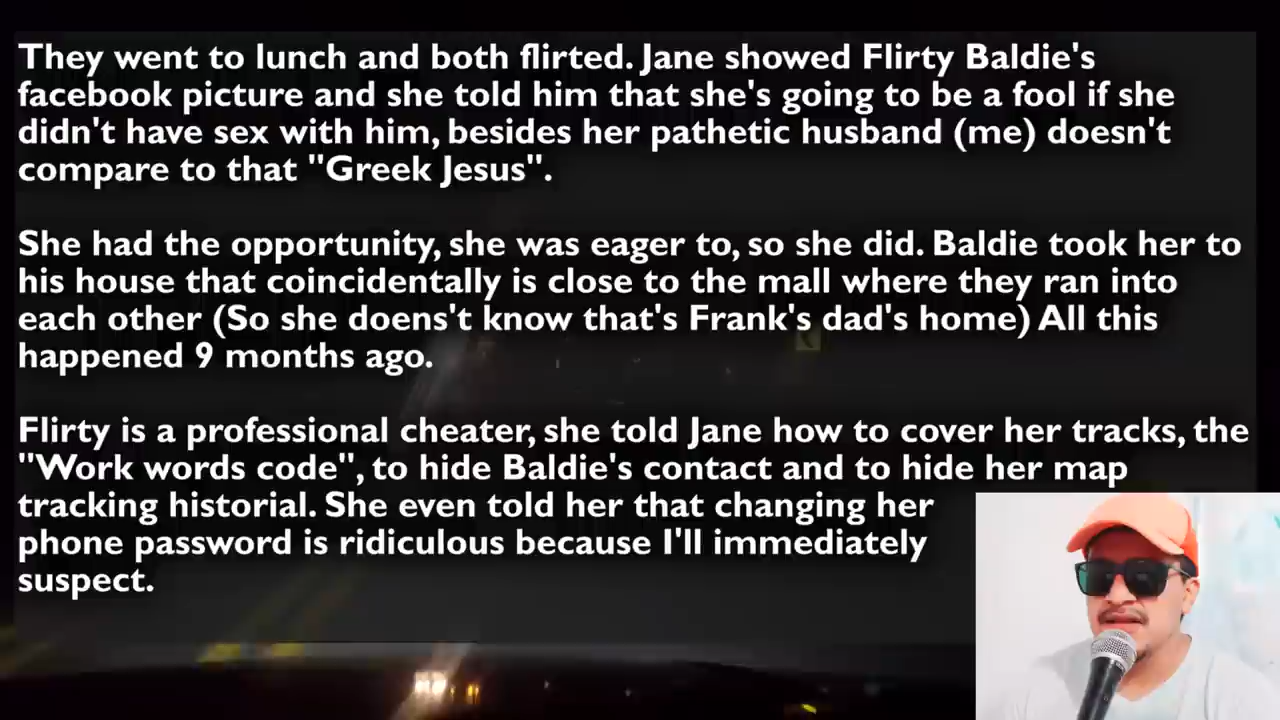 They went to lunch and both flirted. Jane showed Flirty Baldie's
facebook picture and she told him that she's going to be a fool if she
didn't have sex with him, besides her pathetic husband (me) doesn't
compare to that "Greek Jesus".
She had the opportunity, she was eager to, so she did. Baldie took her to
his house that coincidentally is close to the mall where they ran into
each other (So she doens't know that's Frank's dad's home) All this
happened 9 months ago.
Flirty is a professional cheater, she told Jane how to cover her tracks, the
"Work words code", to hide Baldie's contact and to hide her map
tracking historial. She even told her that changing her
phone password is ridiculous because I'll immediately
suspect.